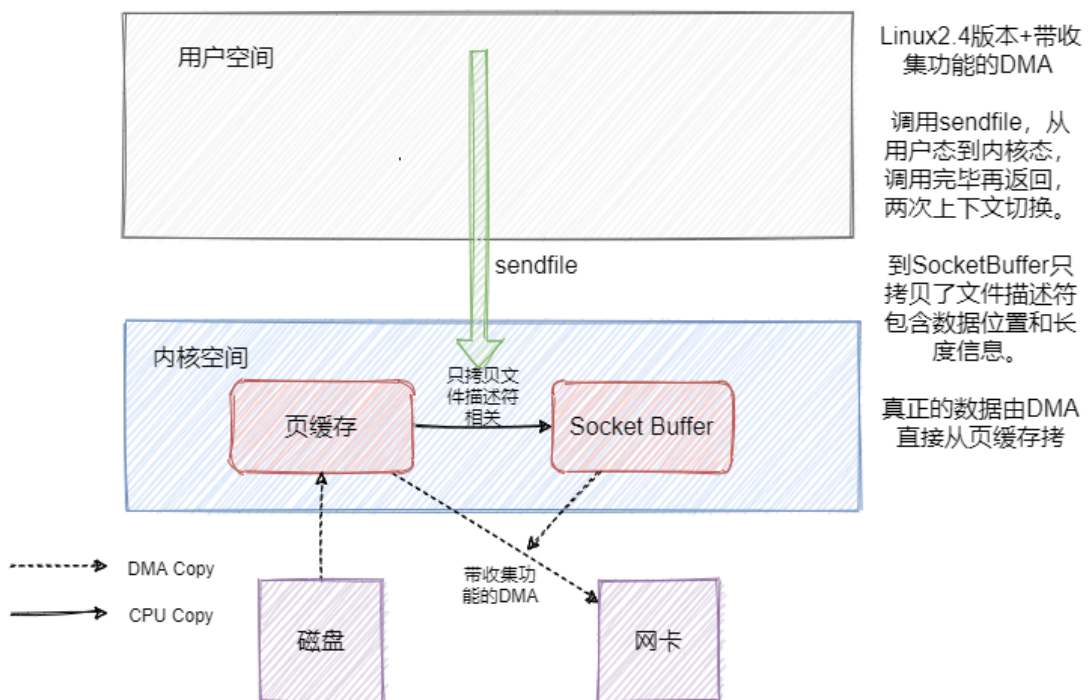 用户空间
sendfile
内核空间
只拷贝文
件描述符
相关
页缓存
Socket Buffer
带收集功
能的DMA
磁盘
网卡
DMA Copy
CPU Copy
Linux2.4版本+带收
集功能的DMA
调用sendfile，从
用户态到内核态，
调用完毕再返回，
两次上下文切换。
到SocketBuffer只
拷贝了文件描述符
包含数据位置和长
度信息。
真正的数据由DMA
直接从页缓存拷